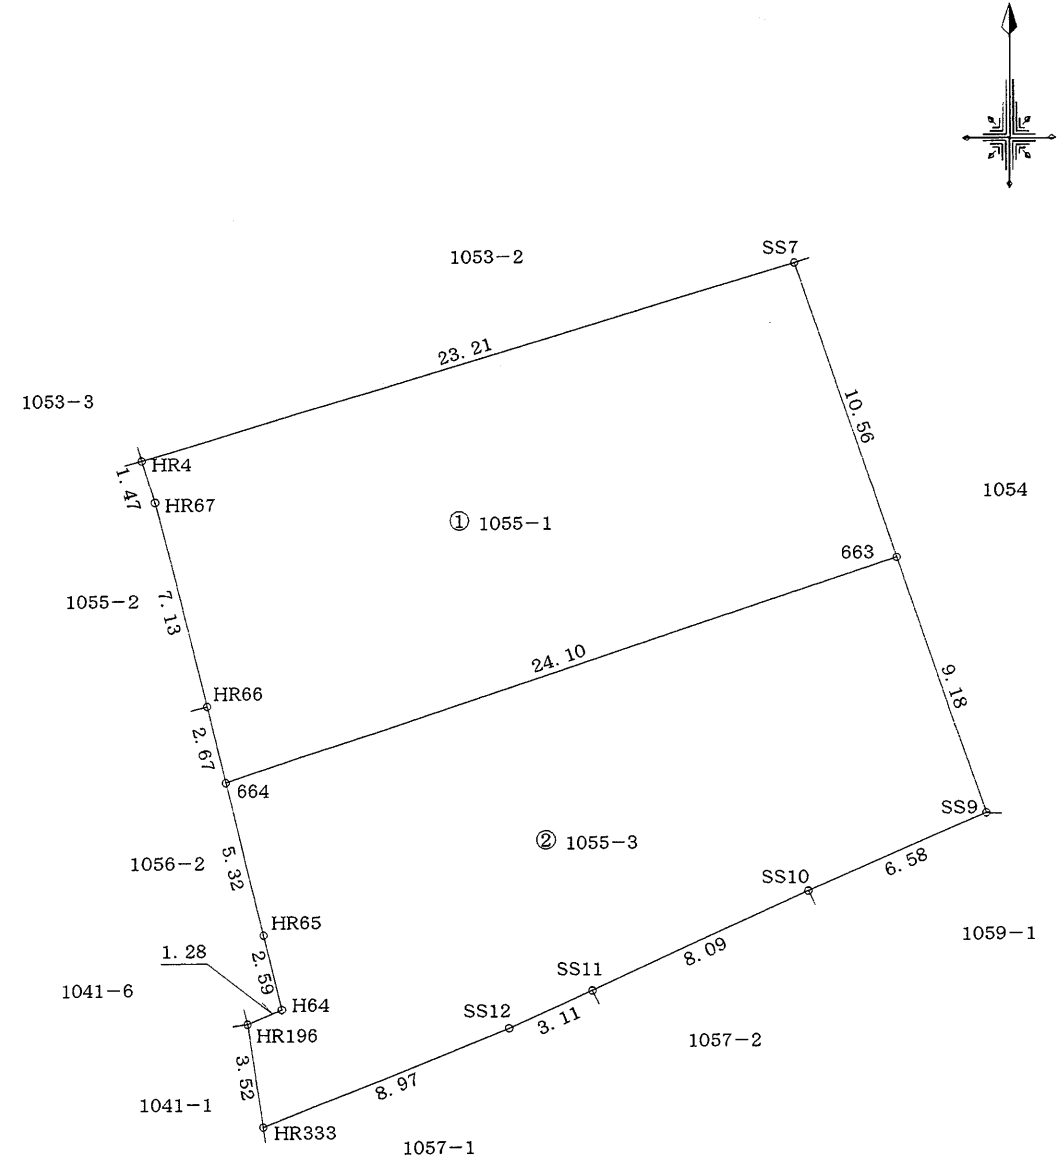 SS7
1053-2
23. 21
1053-3
10. 56
HR4
1. 47
HR67
1054
① 1055-1
663
1055-2
7. 13
24. 10
HR66
9. 18
2. 67
664
SS9
② 1055-3
1056-2
5. 32
6. 58
SS10
HR65
1059-1
1. 28
8. 09
2. 59
SS11
1041-6
H64
SS12
3. 11
HR196
1057-2
3. 52
8. 97
1041-1
HR333
1057-1